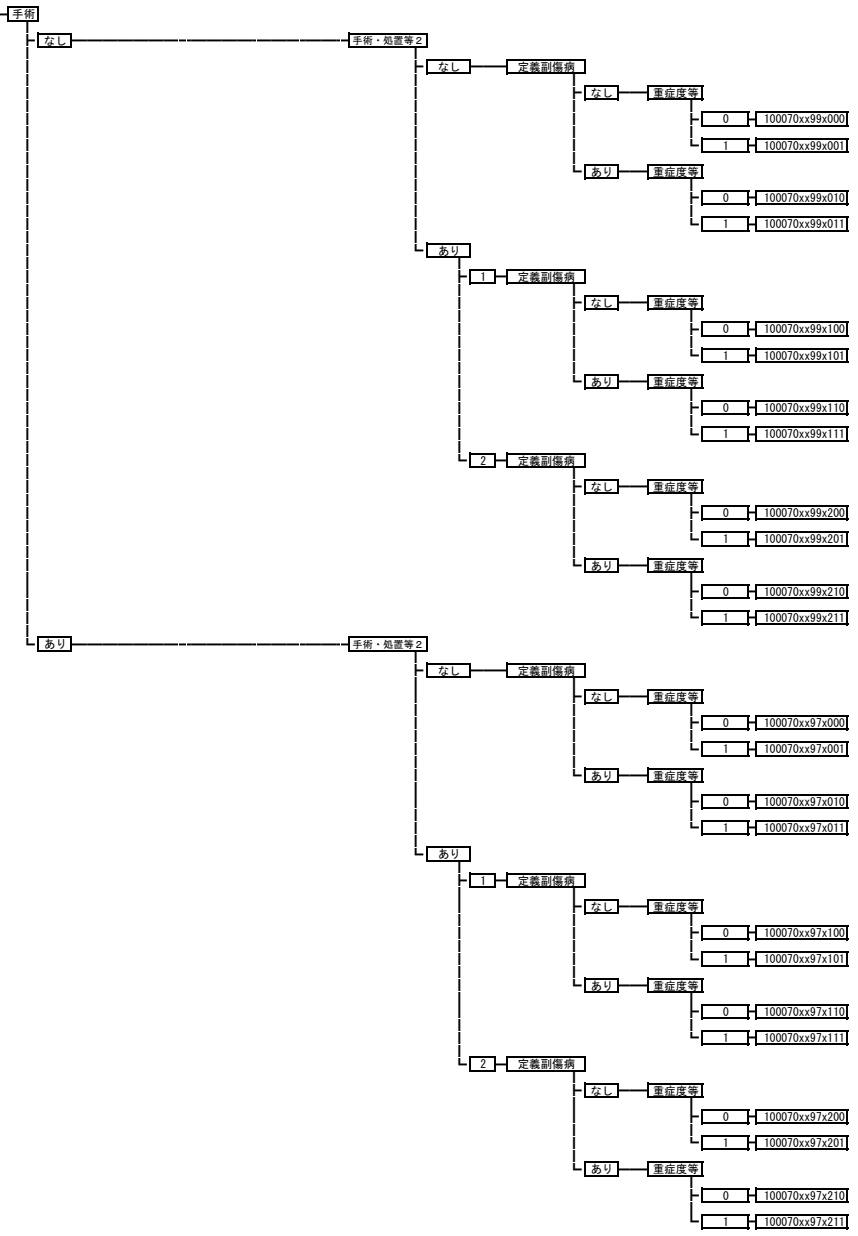 手術
なし 手術・処置等2
なし 定義副傷病
なし 重症度等
0 100070xx99x000
1 100070xx99x001
あり 重症度等
0 100070xx99x010
1 100070xx99x011
あり
1 定義副傷病
なし 重症度等
0 100070xx99x100
1 100070xx99x101
あり 重症度等
0 100070xx99x110
1 100070xx99x111
2 定義副傷病
なし 重症度等
0 100070xx99x200
1 100070xx99x201
あり 重症度等
0 100070xx99x210
1 100070xx99x211
あり 手術・処置等2
なし 定義副傷病
なし 重症度等
0 100070xx97x000
1 100070xx97x001
あり 重症度等
0 100070xx97x010
1 100070xx97x011
あり
1 定義副傷病
なし 重症度等
0 100070xx97x100
1 100070xx97x101
あり 重症度等
0 100070xx97x110
1 100070xx97x111
2 定義副傷病
なし 重症度等
0 100070xx97x200
1 100070xx97x201
あり 重症度等
0 100070xx97x210
1 100070xx97x211